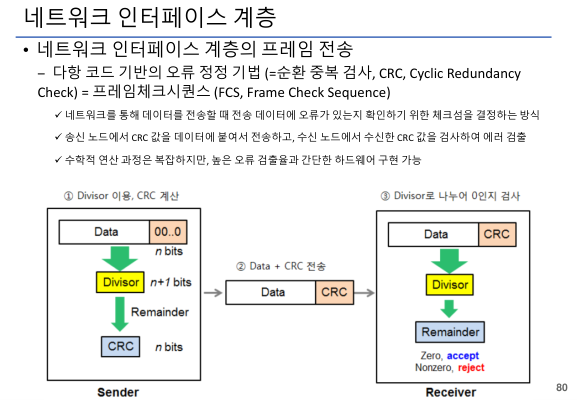 네트워크 인터페이스 계층
• 네트워크 인터페이스 계층의 프레임 전송
– 다항 코드 기반의 오류 정정 기법 (=순환 중복 검사, CRC, Cyclic Redundancy
Check) = 프레임체크시퀀스 (FCS, Frame Check Sequence)
✓ 네트워크를 통해 데이터를 전송할 때 전송 데이터에 오류가 있는지 확인하기 위한 체크섬을 결정하는 방식
✓ 송신 노드에서 CRC 값을 데이터에 붙여서 전송하고, 수신 노드에서 수신한 CRC 값을 검사하여 에러 검출
✓ 수학적 연산 과정은 복잡하지만, 높은 오류 검출율과 간단한 하드웨어 구현 가능
① Divisor 이용, CRC 계산
Data 00..0
n bits
Divisor n+1 bits
Remainder
CRC n bits
Sender
② Data + CRC 전송
Data CRC
③ Divisor로 나누어 0인지 검사
Data CRC
Divisor
Remainder
Zero, accept
Nonzero, reject
Receiver
80